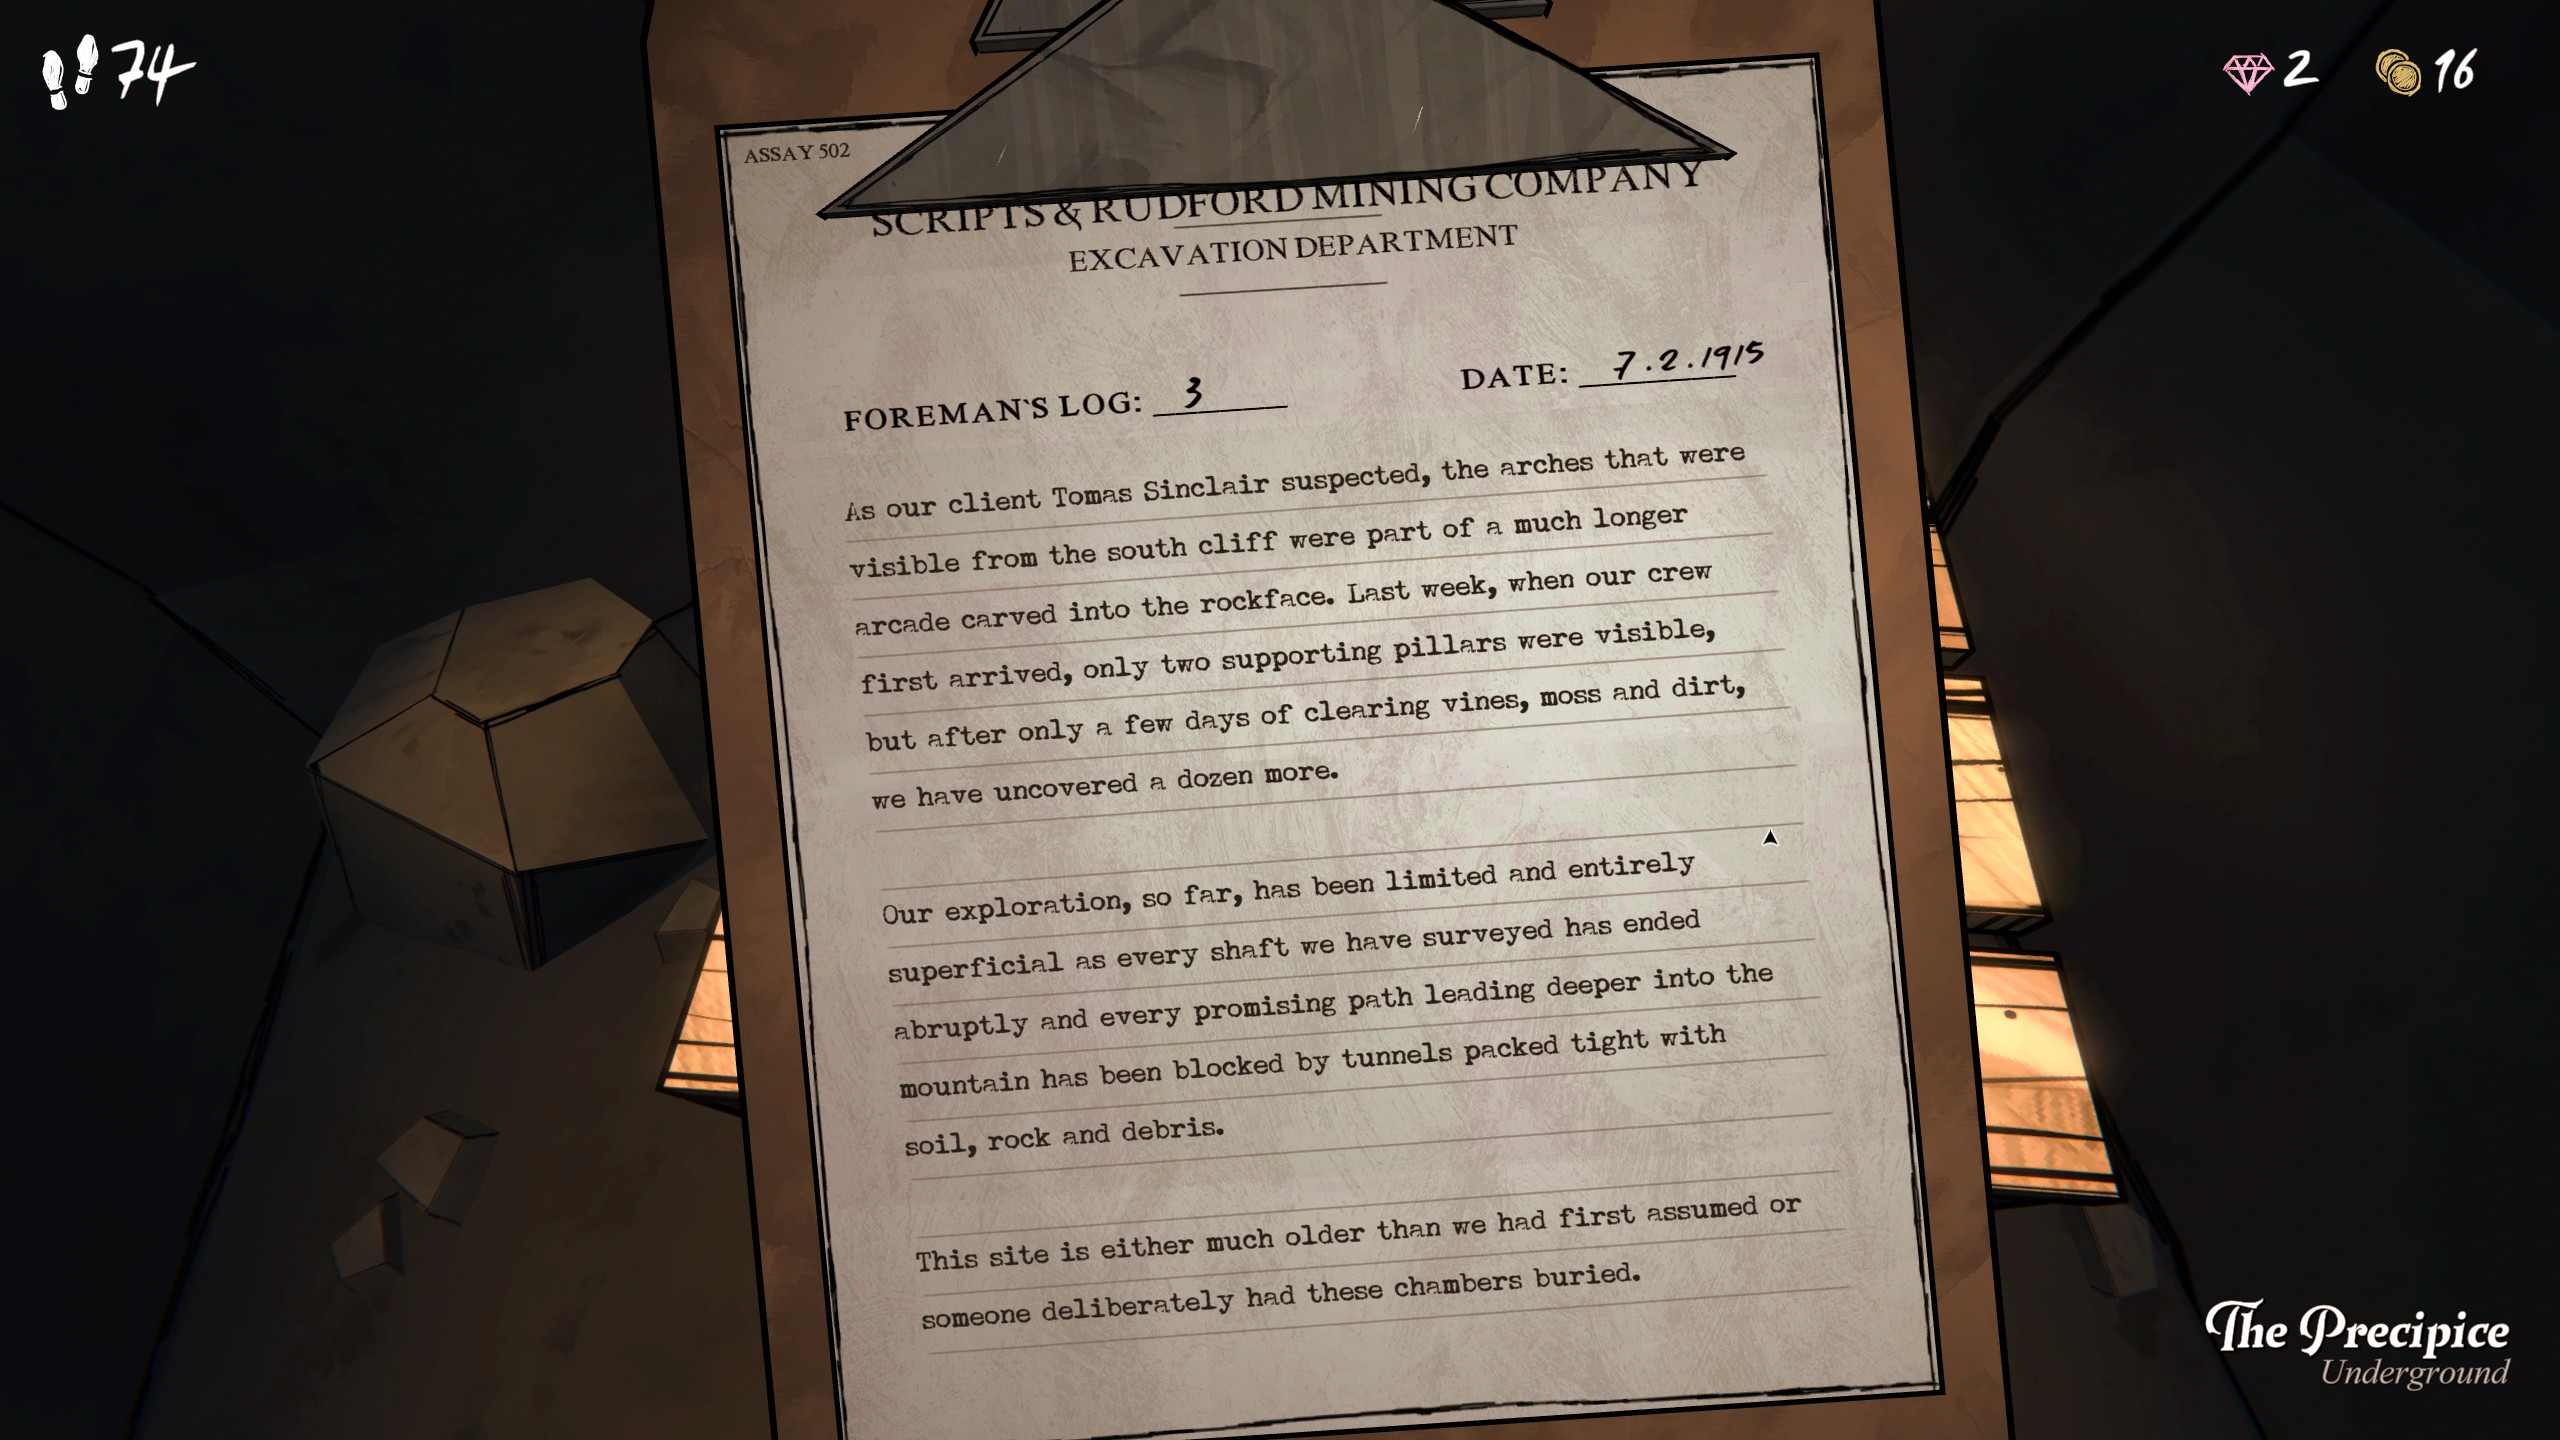 74
2
16
ASSAY 502
SCRIPTS & RUDFORD MINING COMPANY
EXCAVATION DEPARTMENT
FOREMAN'S LOG: 3
DATE: 7.2.1915
As our client Tomas Sinclair suspected, the arches that were
visible from the south cliff were part of a much longer
arcade carved into the rockface. Last week, when our crew
first arrived, only two supporting pillars were visible,
but after only a few days of clearing vines, moss and dirt,
we have uncovered a dozen more.
Our exploration, so far, has been limited and entirely
superficial as every shaft we have surveyed has ended
abruptly and every promising path leading deeper into the
mountain has been blocked by tunnels packed tight with
soil, rock and debris.
This site is either much older than we had first assumed or
someone deliberately had these chambers buried.
The Precipice
Underground